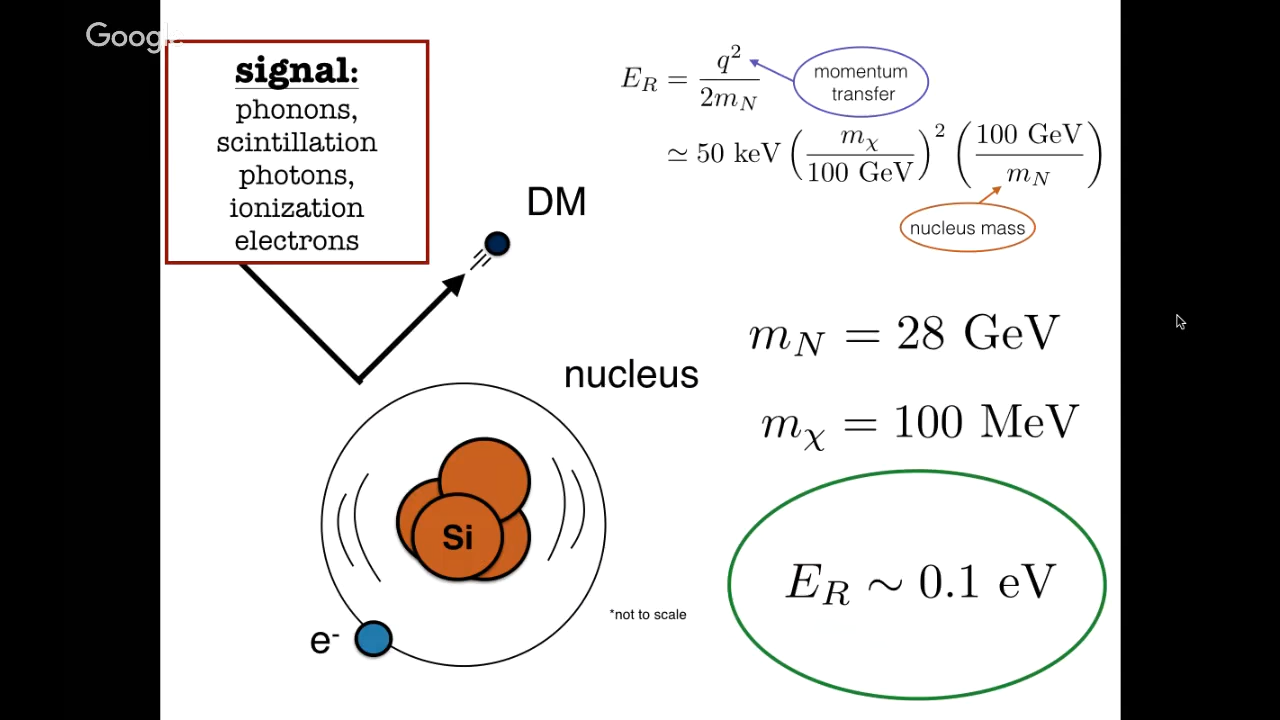 Google
signal:
phonons,
scintillation
photons,
ionization
electrons
E_R = q^2 / 2m_N
momentum
transfer
≃ 50 keV (m_χ / 100 GeV)^2 (100 GeV / m_N)
nucleus mass
DM
m_N = 28 GeV
nucleus
m_χ = 100 MeV
Si
E_R ∼ 0.1 eV
*not to scale
e-